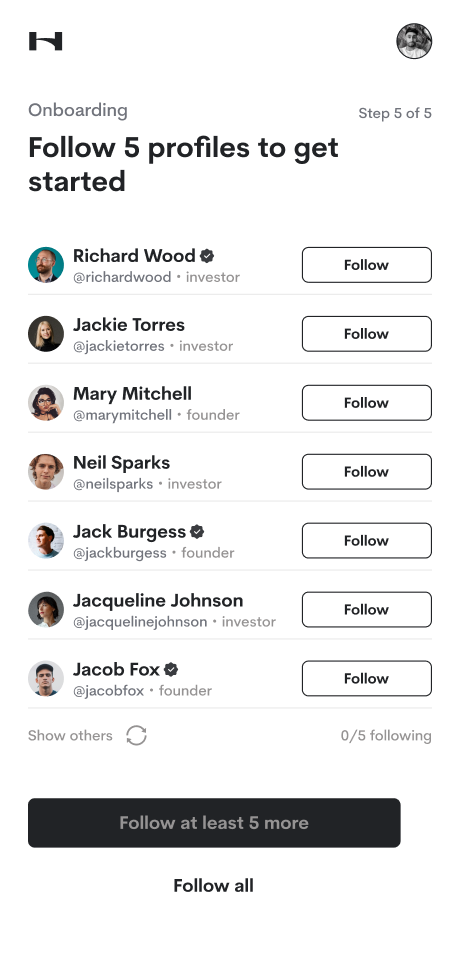 Onboarding
Step 5 of 5
Follow 5 profiles to get
started
Richard Wood
@richardwood • investor
Follow
Jackie Torres
@jackietorres • investor
Follow
Mary Mitchell
@marymitchell • founder
Follow
Neil Sparks
@neilsparks • investor
Follow
Jack Burgess
@jackburgess • founder
Follow
Jacqueline Johnson
@jacquelinejohnson • investor
Follow
Jacob Fox
@jacobfox • founder
Follow
Show others
0/5 following
Follow at least 5 more
Follow all